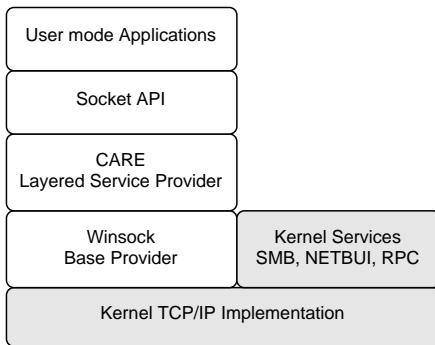 User mode Applications
Socket API
CARE
Layered Service Provider
Winsock
Base Provider
Kernel Services
SMB, NETBUI, RPC
Kernel TCP/IP Implementation